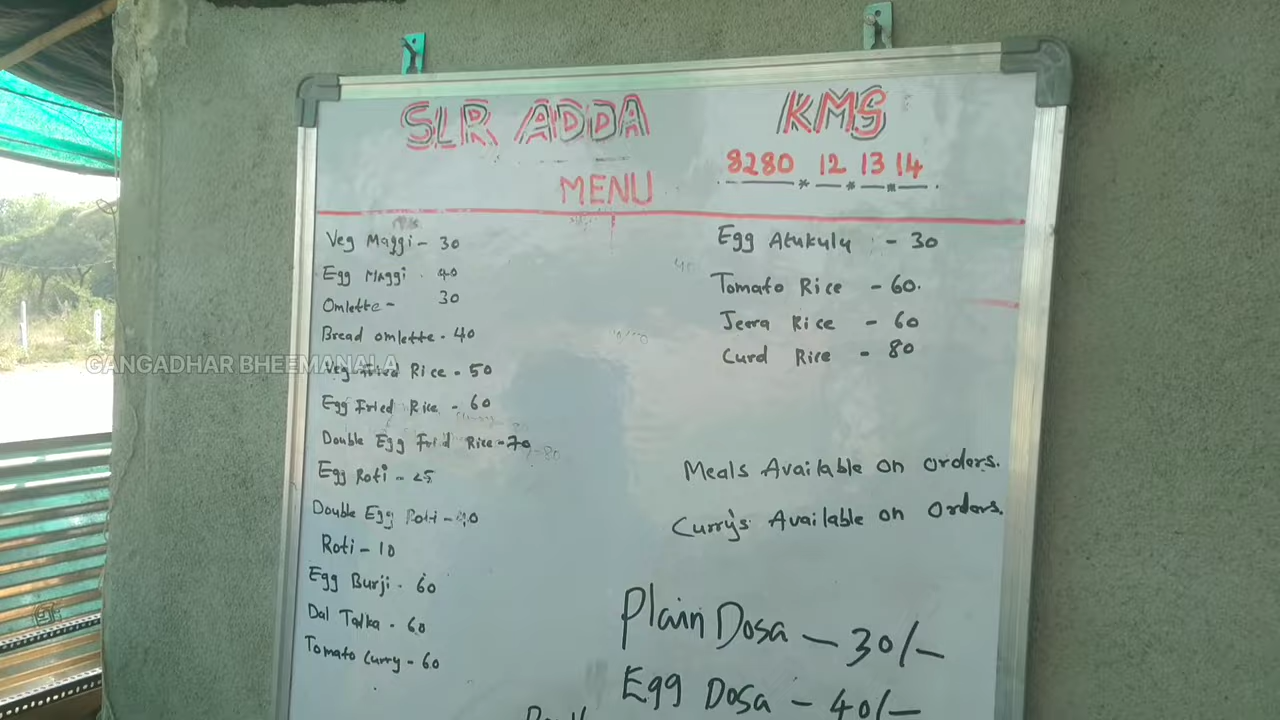 SLR ADDA KMS
8280 12 13 14
MENU
Veg Maggi - 30
Egg Maggi . 40
Omlette - 30
Bread omlette . 40
Veg Fried Rice - 50
Egg Fried Rice - 60
Double Egg Frid Rice - 70
Egg Roti - 25
Double Egg Roti - 40
Roti - 10
Egg Burji . 60
Dal Tadka . 60
Tomato Curry - 60
Egg Atukulu - 30
Tomato Rice - 60.
Jeera Rice - 60
Curd Rice - 80
Meals Available on orders.
Curry's Available on Orders.
Plain Dosa - 30/-
Egg Dosa - 40/-
GANGADHAR BHEEMANALA